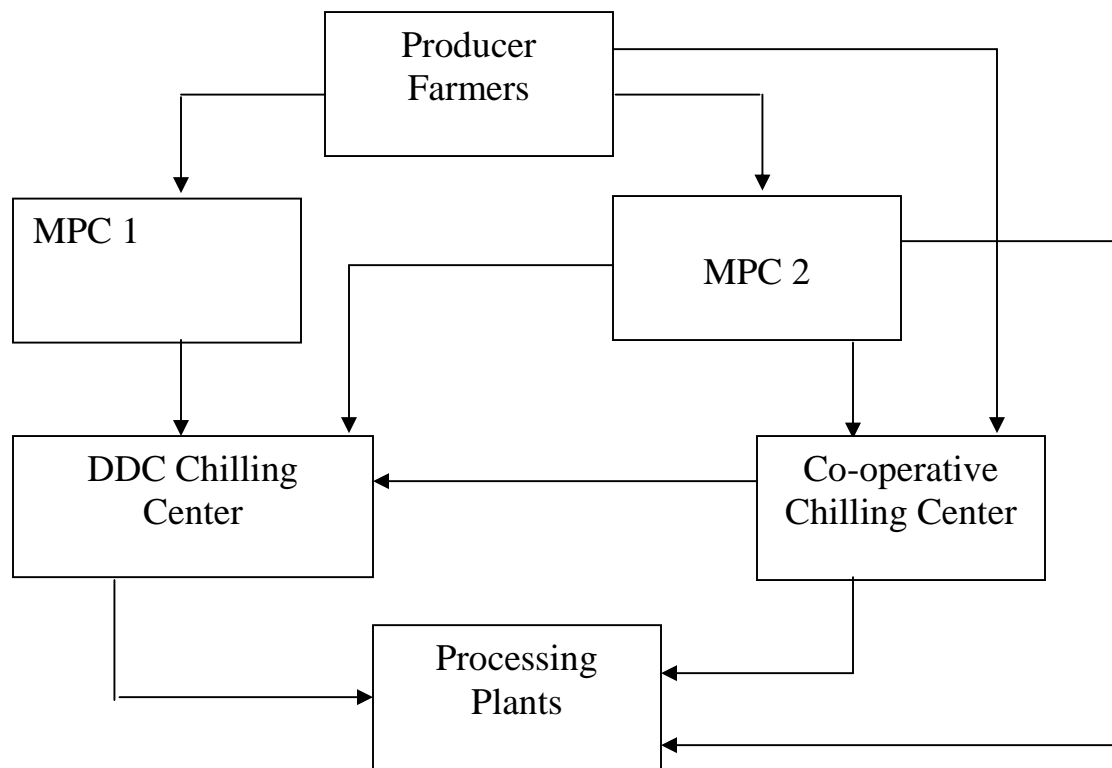 Producer
Farmers
MPC 1
MPC 2
DDC Chilling
Center
Co-operative
Chilling Center
Processing
Plants